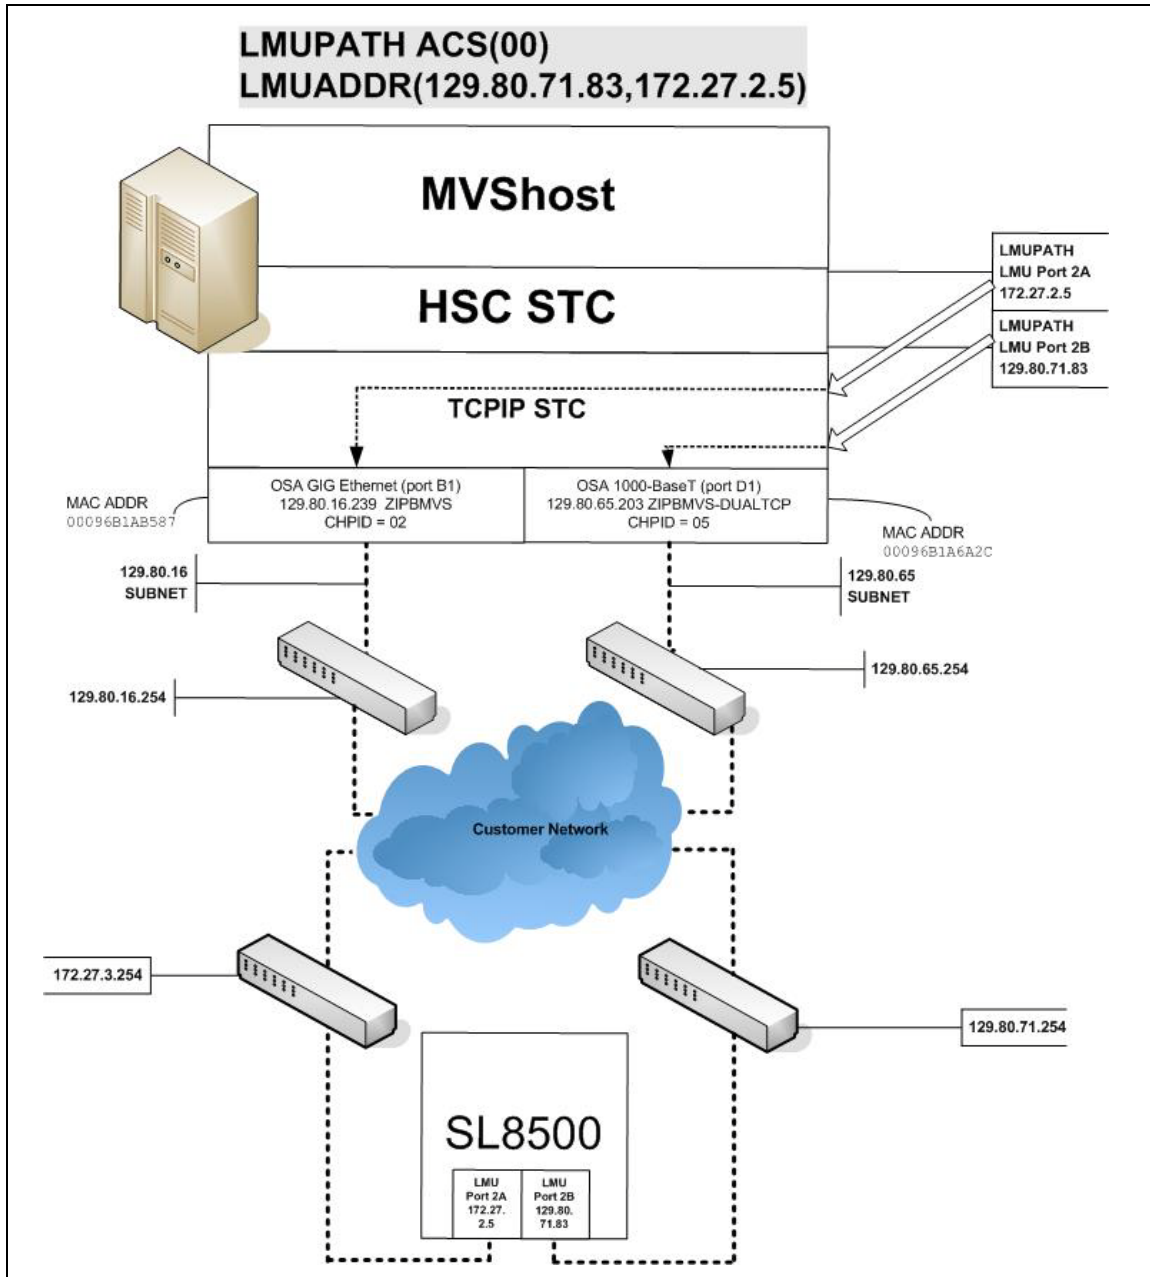 LMUPATH ACS(00)
LMUADDR(129.80.71.83,172.27.2.5)
MVShost
HSC STC
TCPIP STC
LMUPATH
LMU Port 2A
172.27.2.5
LMUPATH
LMU Port 2B
129.80.71.83
OSA GIG Ethernet (port B1)
129.80.16.239 ZIPBMVS
CHPID = 02
OSA 1000-BaseT (port D1)
129.80.65.203 ZIPBMVS-DUALTCP
CHPID = 05
MAC ADDR
00096B1AB587
MAC ADDR
00096B1A6A2C
129.80.16
SUBNET
129.80.65
SUBNET
129.80.16.254
129.80.65.254
Customer Network
172.27.3.254
129.80.71.254
SL8500
LMU
Port 2A
172.27.
2.5
LMU
Port 2B
129.80.
71.83